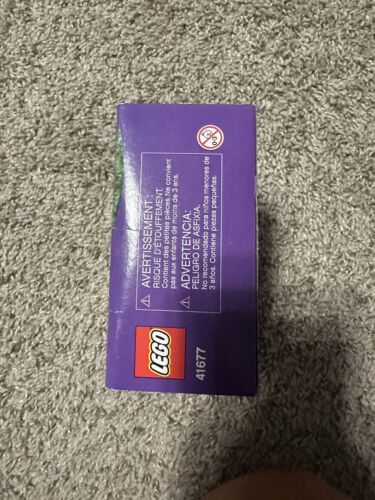 AVERTISSEMENT :
RISQUE D'ÉTOUFFEMENT.
Contient des petites pièces. Ne convient
pas aux enfants de moins de 3 ans.
ADVERTENCIA:
PELIGRO DE ASFIXIA.
No recomendado para niños menores de
3 años. Contiene piezas pequeñas.
LEGO
41677